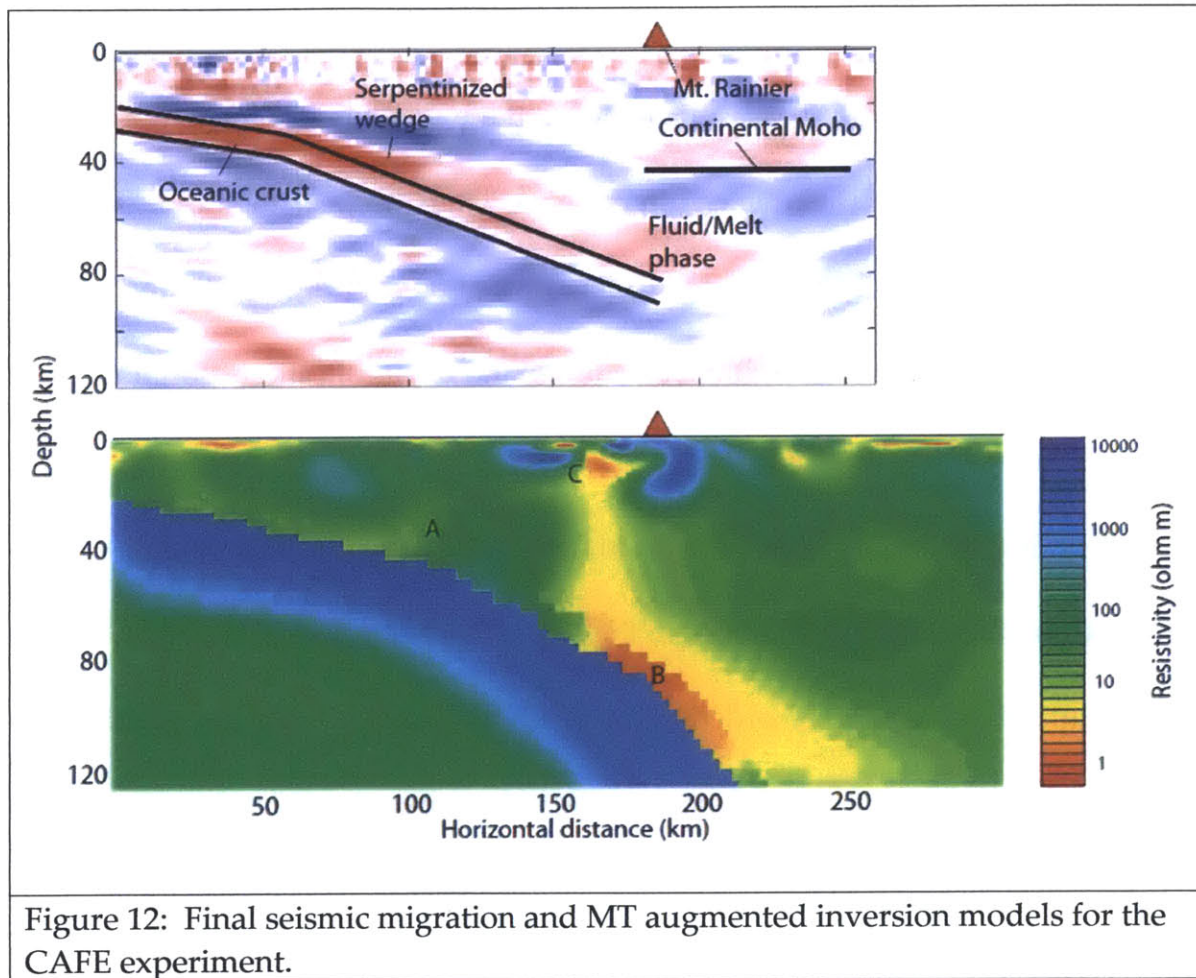 0
40
80
120
Serpentinized
wedge
Mt. Rainier
Continental Moho
Oceanic crust
Fluid/Melt
phase
Depth (km)
0
40
80
120
A
B
C
50
100
150
200
250
Horizontal distance (km)
10000
1000
100
10
1
Resistivity (ohm m)
Figure 12: Final seismic migration and MT augmented inversion models for the
CAFE experiment.